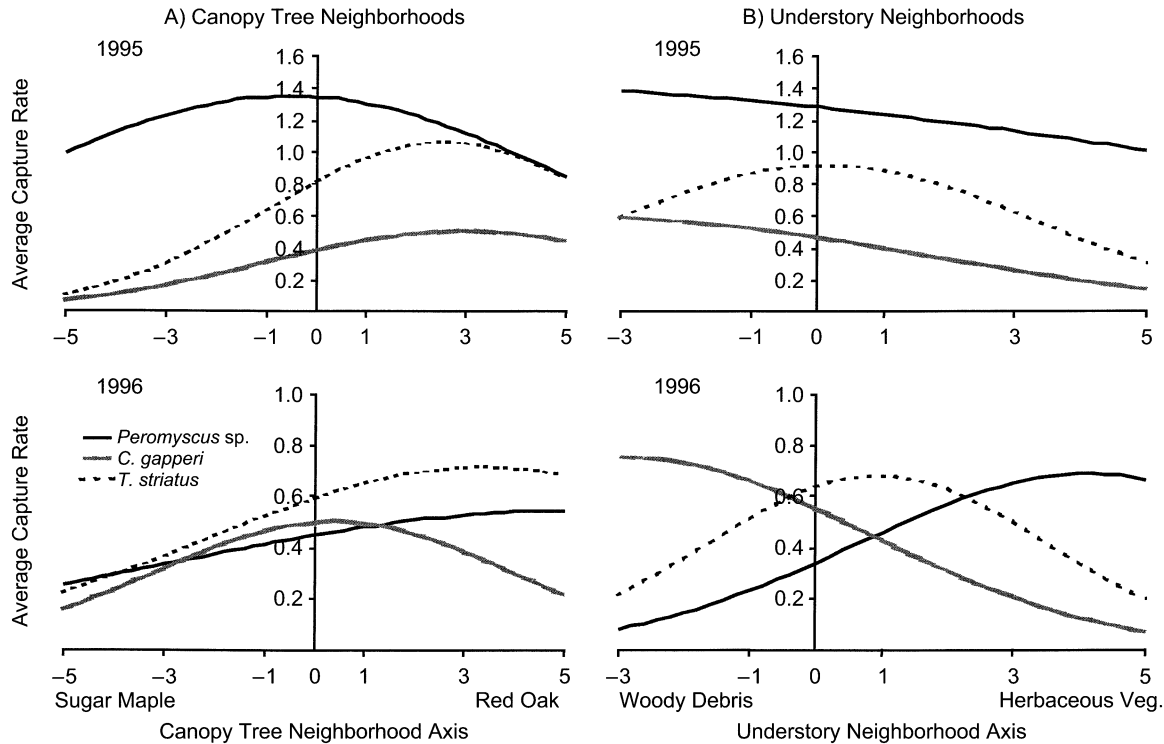 A) Canopy Tree Neighborhoods
B) Understory Neighborhoods
1995
1.6
1.4
1.2
1.0
0.8
0.6
0.4
0.2
Average Capture Rate
–5 –3 –1 0 1 3 5
1995
1.6
1.4
1.2
1.0
0.8
0.6
0.4
0.2
–3 –1 0 1 3 5
1996
1.0
0.8
0.6
0.4
0.2
Peromyscus sp.
C. gapperi
T. striatus
Average Capture Rate
–5 –3 –1 0 1 3 5
Sugar Maple Red Oak
Canopy Tree Neighborhood Axis
1996
1.0
0.8
0.6
0.4
0.2
–3 –1 0 1 3 5
Woody Debris Herbaceous Veg.
Understory Neighborhood Axis